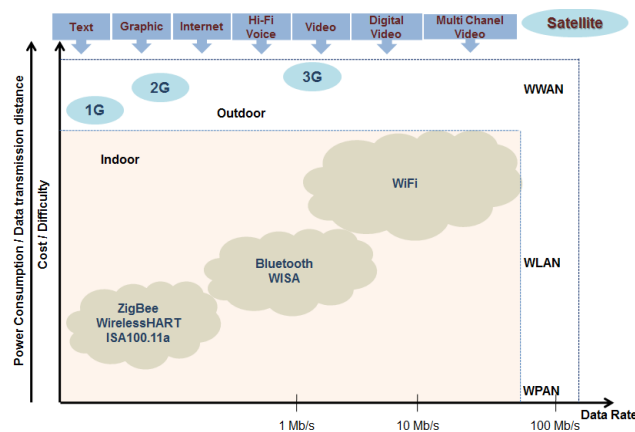 Text
Graphic
Internet
Hi-Fi
Voice
Video
Digital
Video
Multi Chanel
Video
Satellite
1G
2G
3G
Outdoor
WWAN
Indoor
WiFi
Bluetooth
WISA
WLAN
ZigBee
WirelessHART
ISA100.11a
WPAN
Power Consumption / Data transmission distance
Cost / Difficulty
1 Mb/s
10 Mb/s
100 Mb/s
Data Rate